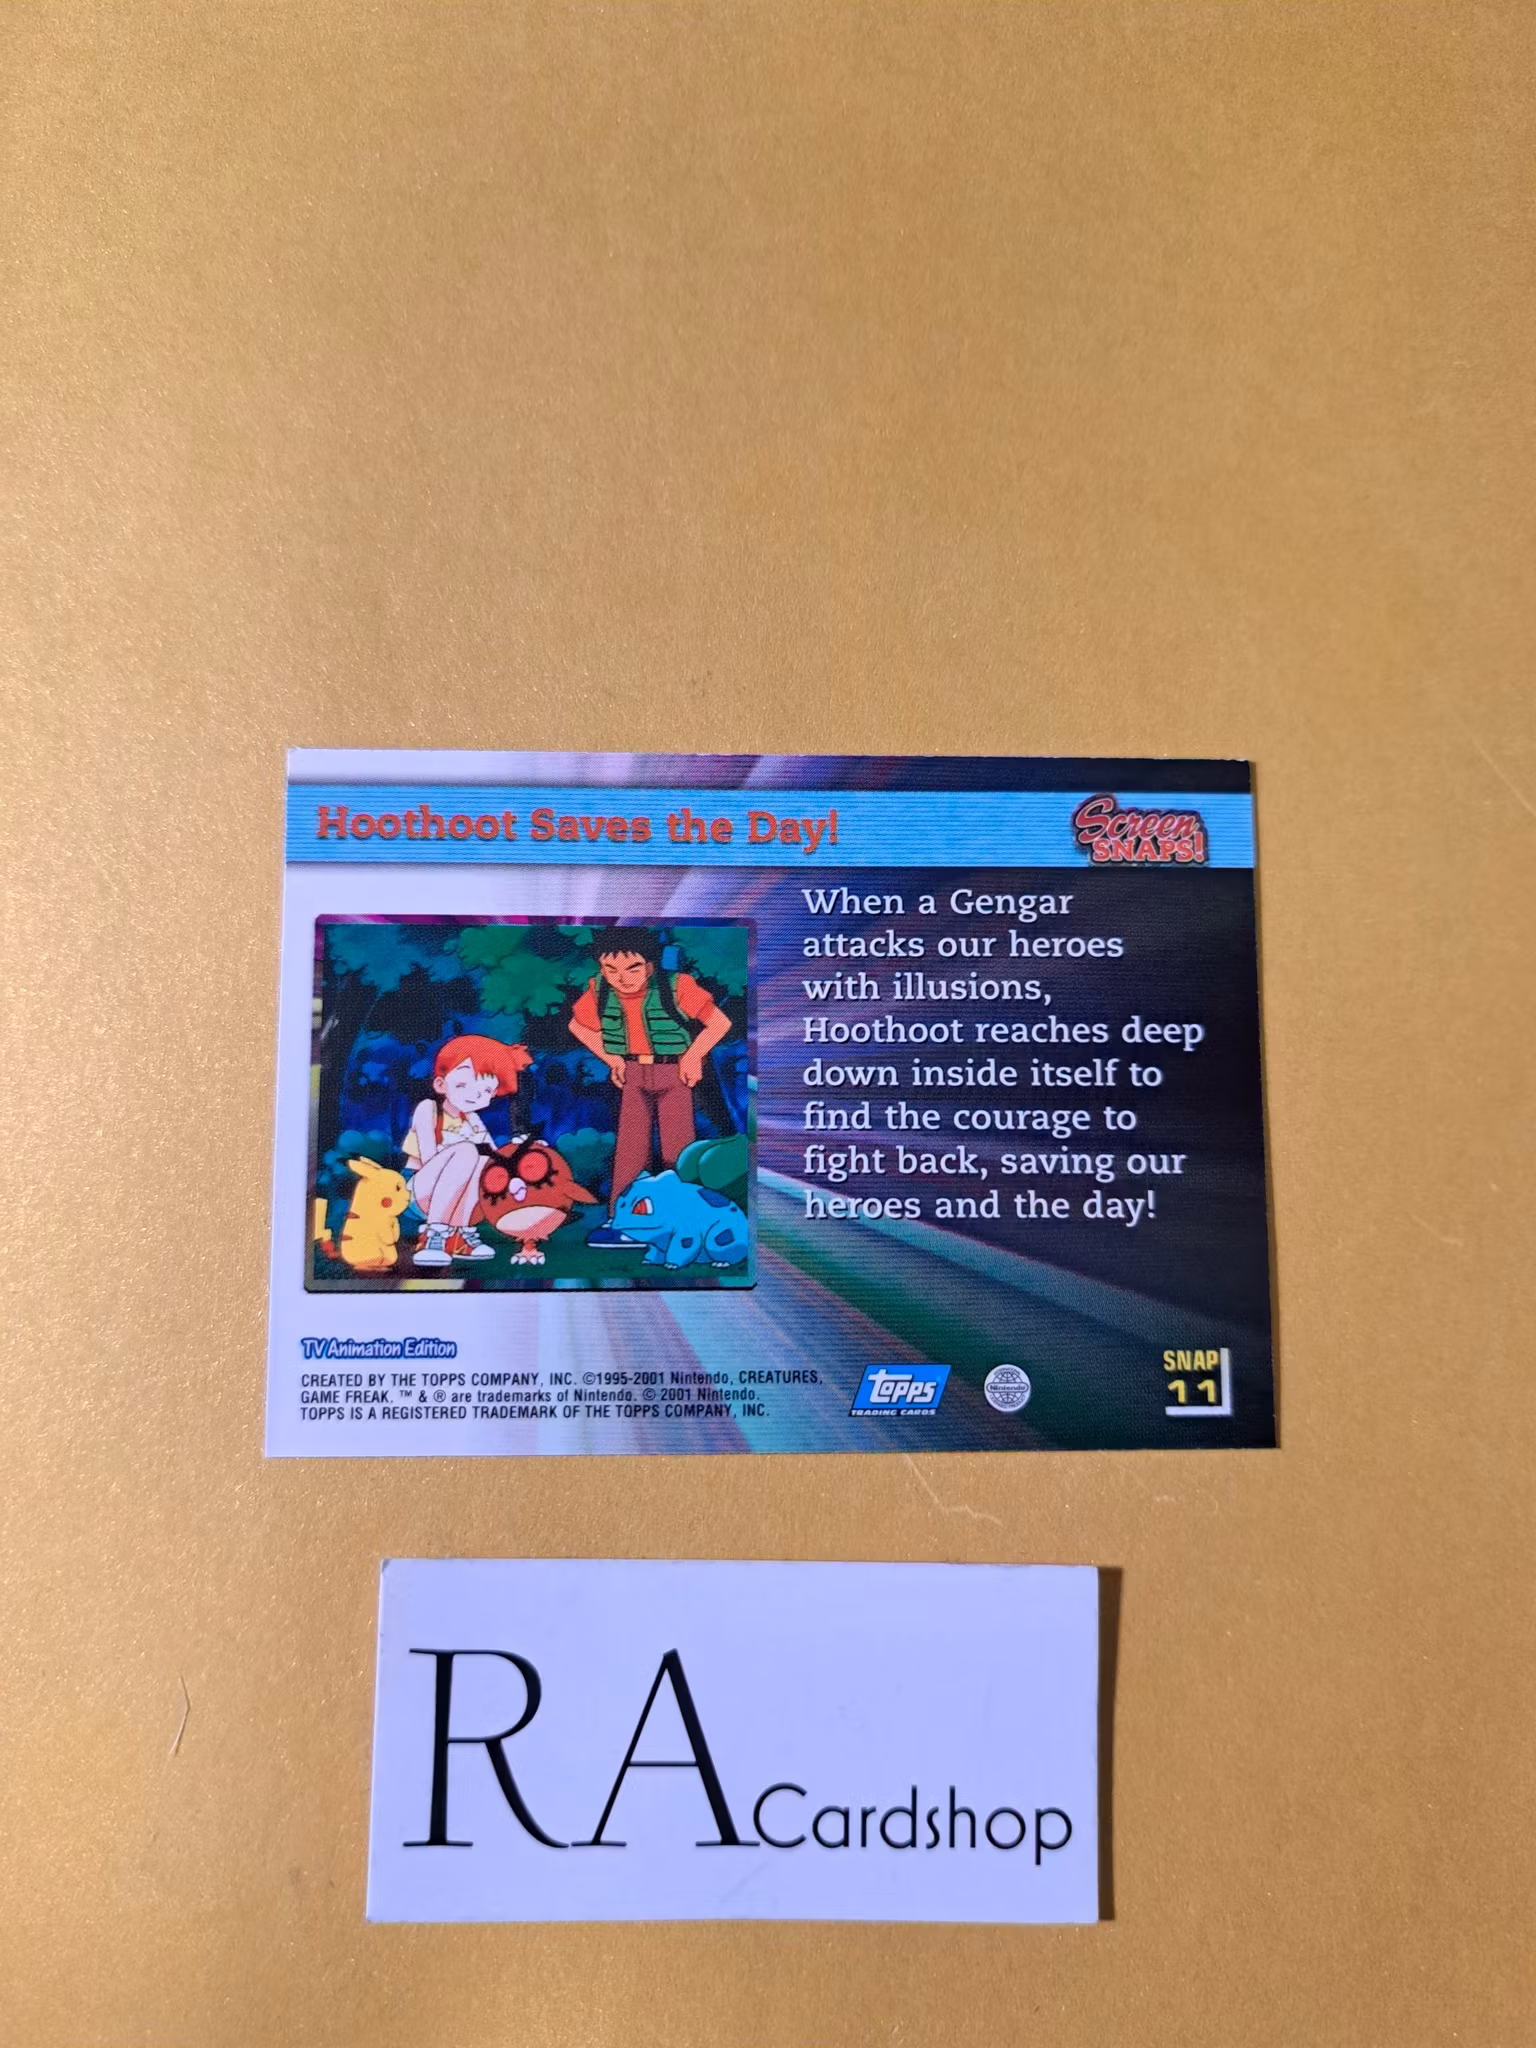 Hoothoot Saves the Day!
Screen
SNAPS!
When a Gengar
attacks our heroes
with illusions,
Hoothoot reaches deep
down inside itself to
find the courage to
fight back, saving our
heroes and the day!
TV Animation Edition
CREATED BY THE TOPPS COMPANY, INC. ©1995-2001 Nintendo, CREATURES,
GAME FREAK. ™ & ® are trademarks of Nintendo. © 2001 Nintendo.
TOPPS IS A REGISTERED TRADEMARK OF THE TOPPS COMPANY, INC.
Topps
TRADING CARDS
Nintendo
SNAP
11
RA Cardshop